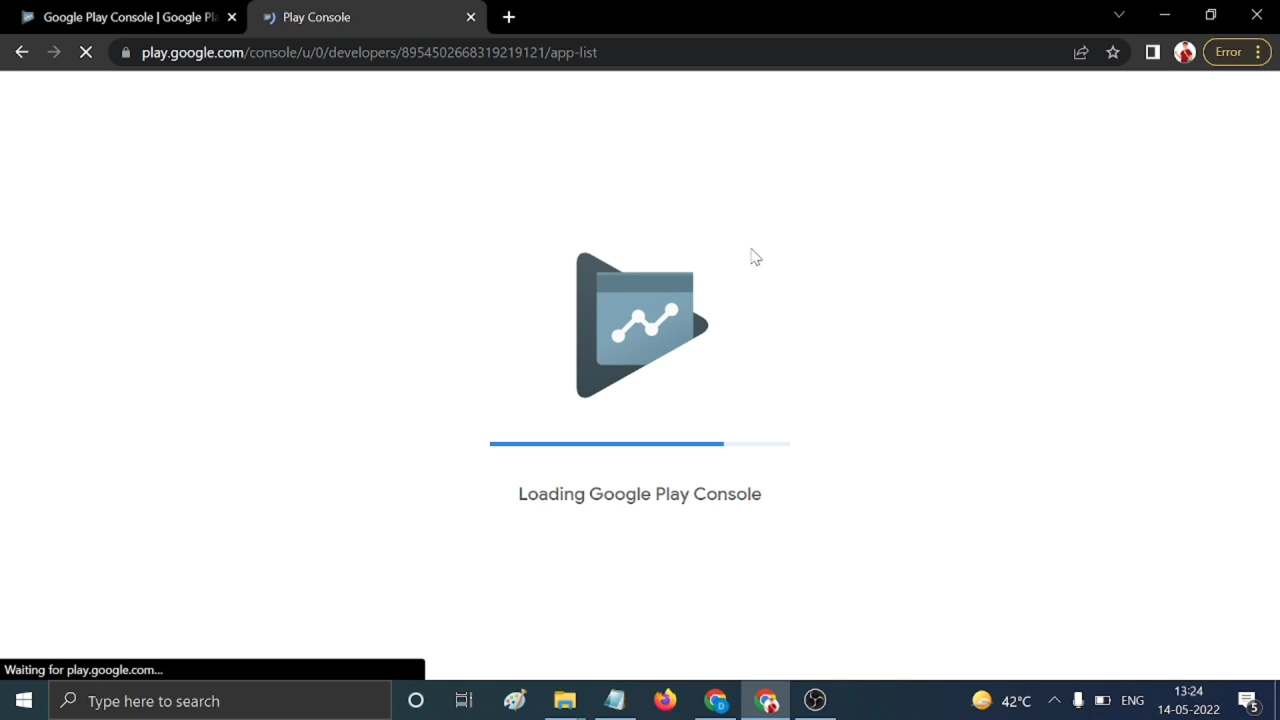 Google Play Console | Google Pla
Play Console
play.google.com/console/u/0/developers/8954502668319219121/app-list
Error
Loading Google Play Console
Waiting for play.google.com...
Type here to search
D
42°C
ENG
13:24
14-05-2022
5